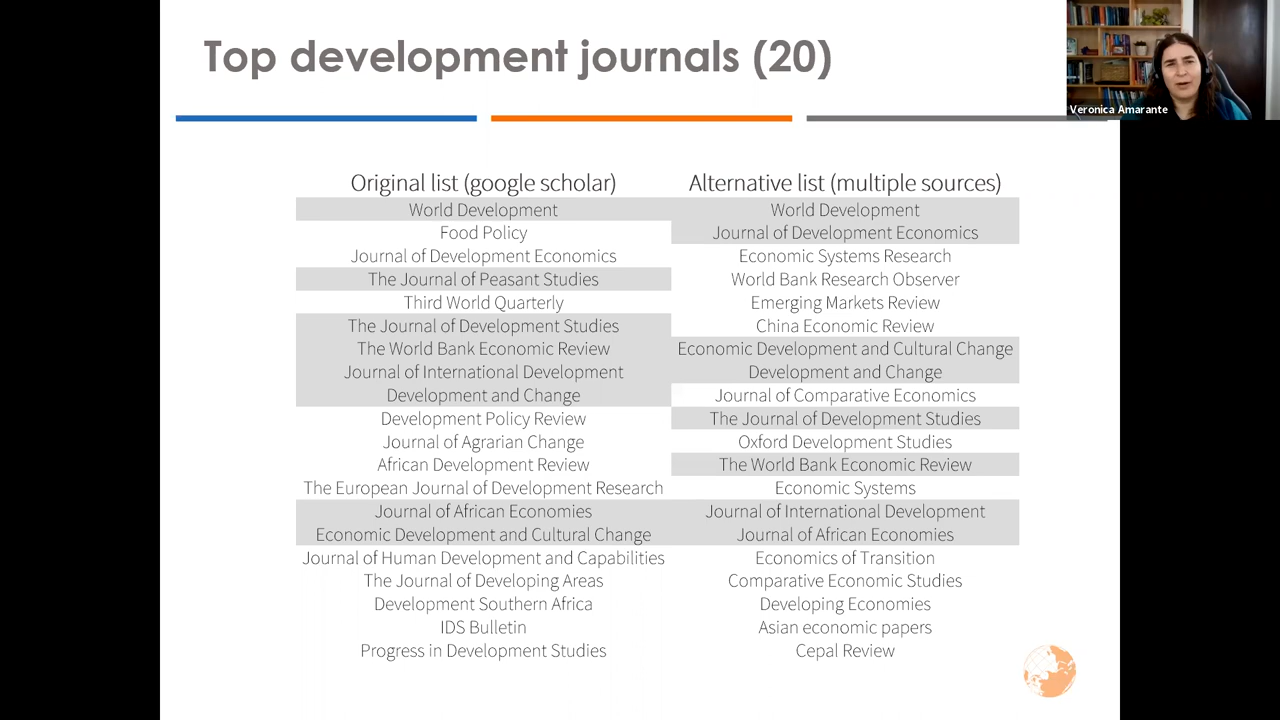 Top development journals (20)
Veronica Amarante
Original list (google scholar)
World Development
Food Policy
Journal of Development Economics
The Journal of Peasant Studies
Third World Quarterly
The Journal of Development Studies
The World Bank Economic Review
Journal of International Development
Development and Change
Development Policy Review
Journal of Agrarian Change
African Development Review
The European Journal of Development Research
Journal of African Economies
Economic Development and Cultural Change
Journal of Human Development and Capabilities
The Journal of Developing Areas
Development Southern Africa
IDS Bulletin
Progress in Development Studies
Alternative list (multiple sources)
World Development
Journal of Development Economics
Economic Systems Research
World Bank Research Observer
Emerging Markets Review
China Economic Review
Economic Development and Cultural Change
Development and Change
Journal of Comparative Economics
The Journal of Development Studies
Oxford Development Studies
The World Bank Economic Review
Economic Systems
Journal of International Development
Journal of African Economies
Economics of Transition
Comparative Economic Studies
Developing Economies
Asian economic papers
Cepal Review